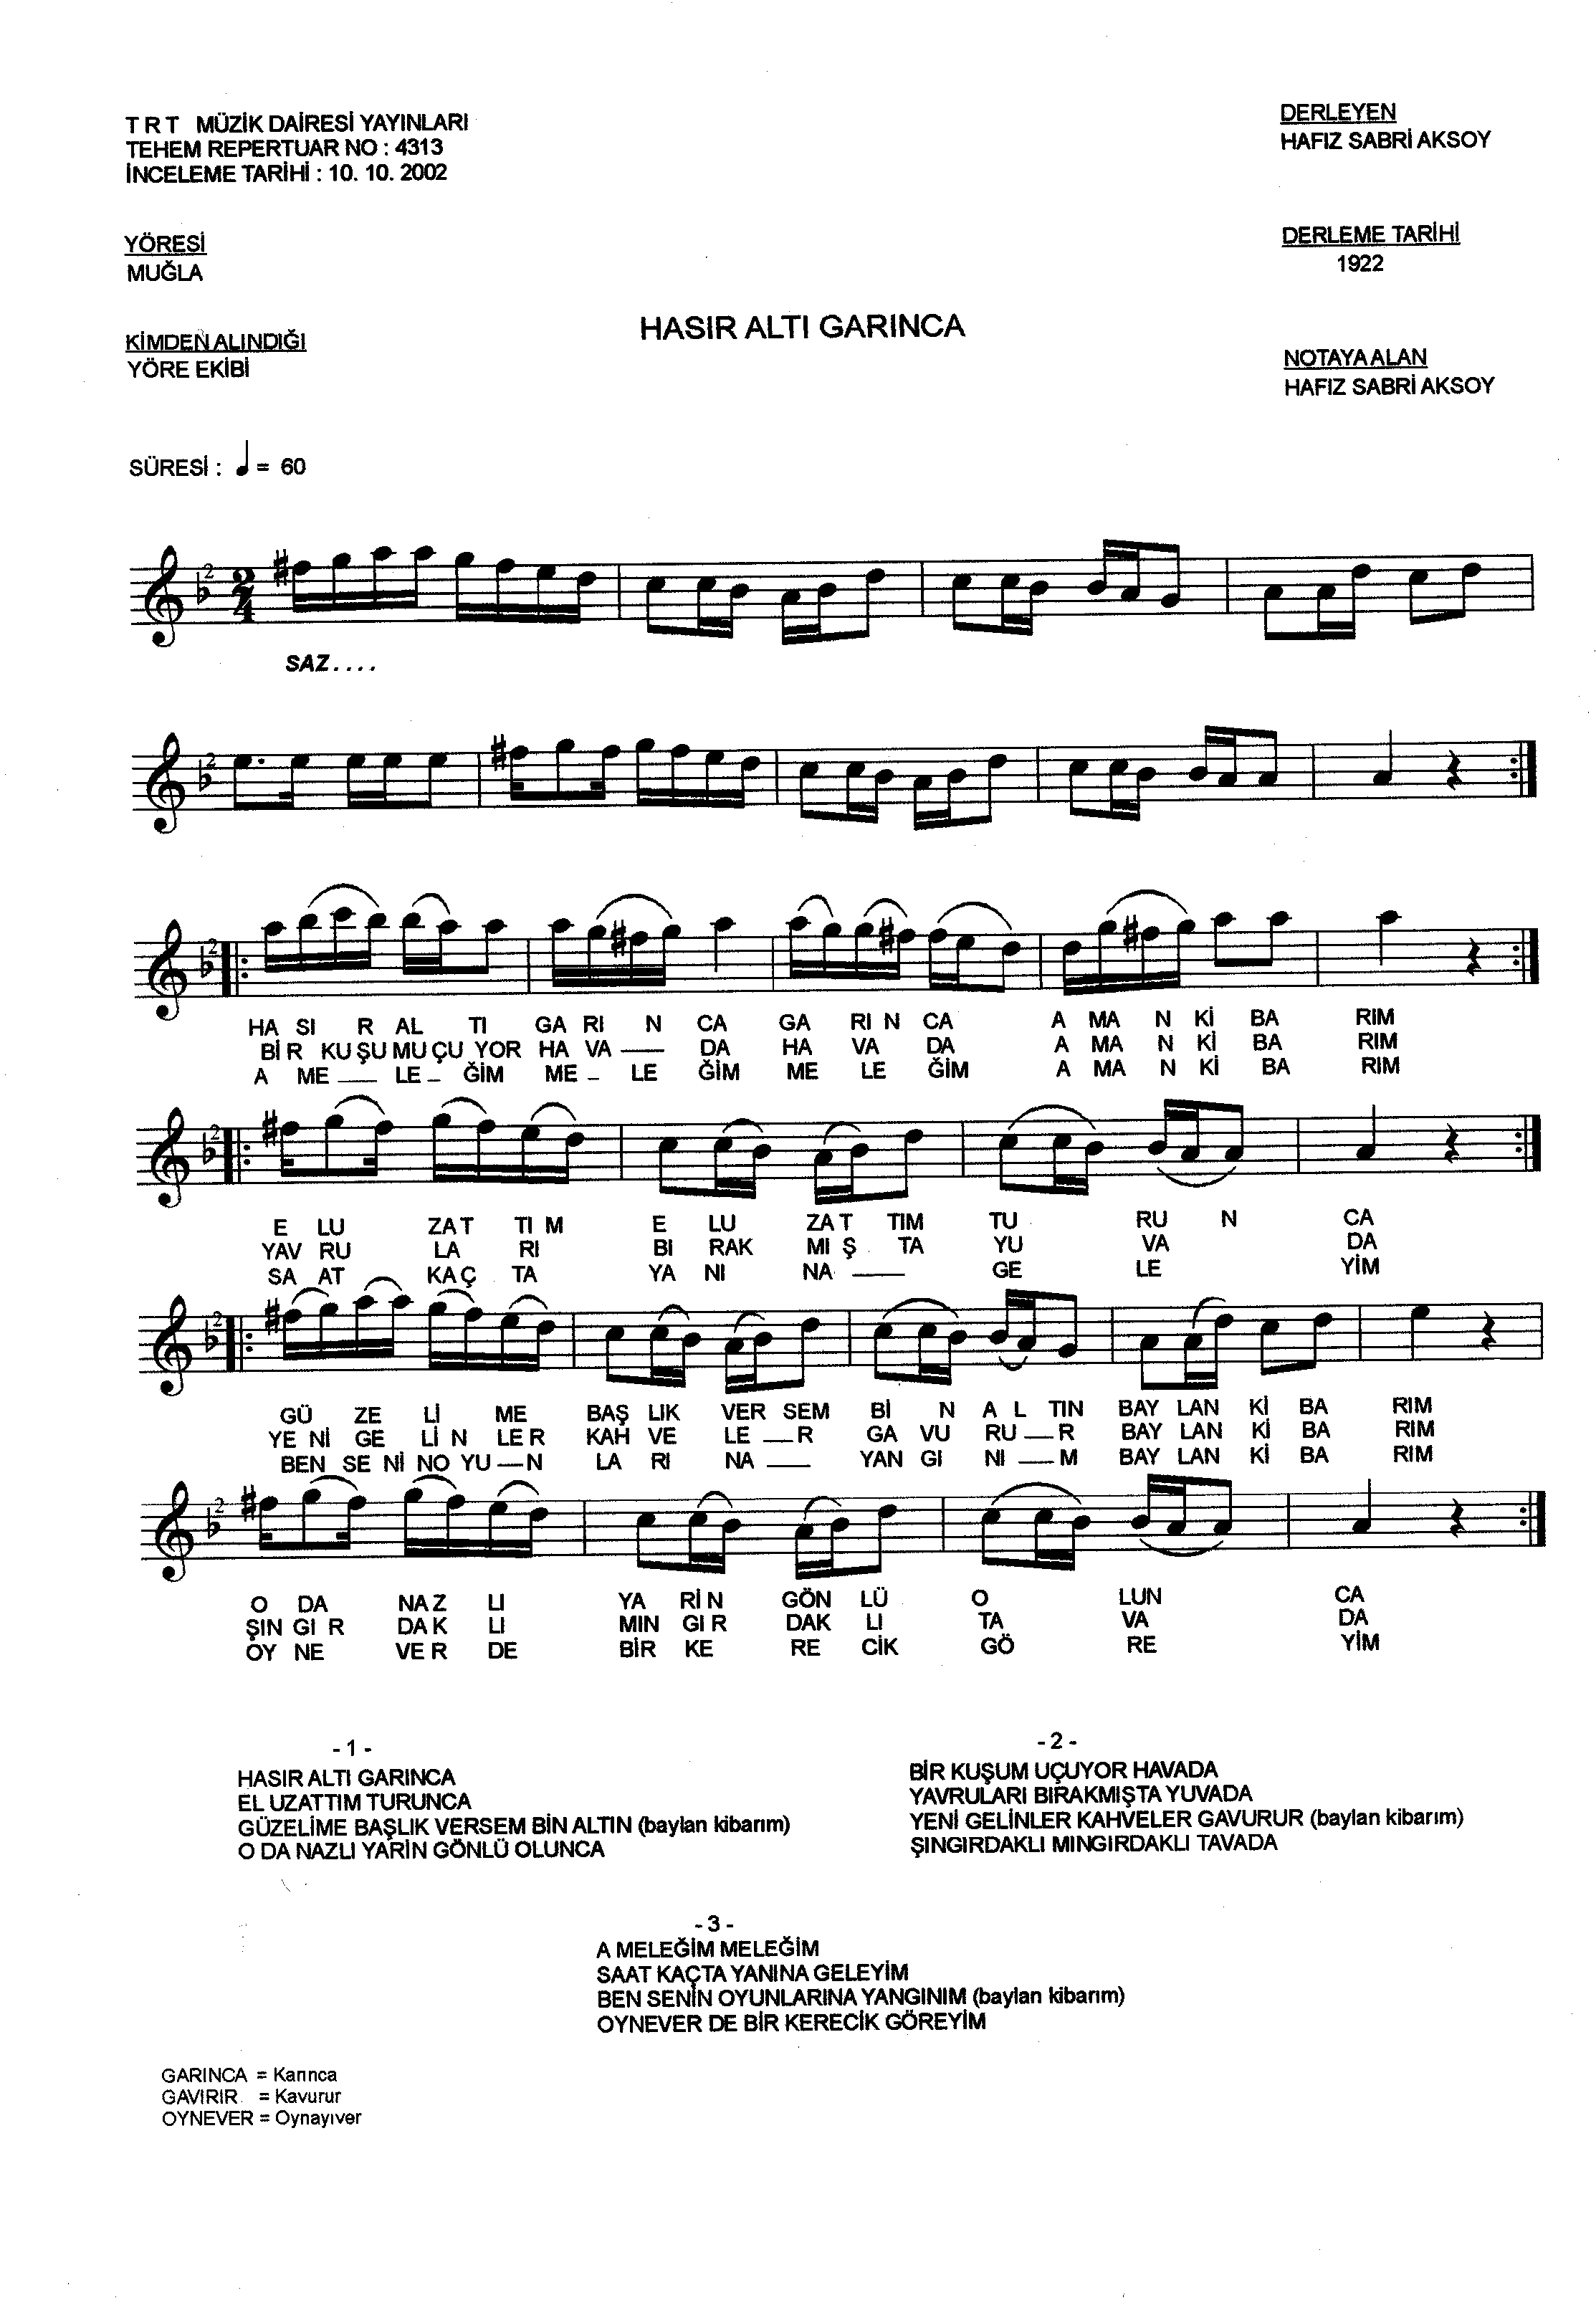 T R T MÜZİK DAİRESİ YAYINLARI
TEHEM REPERTUAR NO : 4313
İNCELEME TARİHİ : 10. 10. 2002
DERLEYEN
HAFIZ SABRİ AKSOY
YÖRESİ
MUĞLA
DERLEME TARİHİ
1922
HASIR ALTI GARINCA
KİMDEN ALINDIĞI
YÖRE EKİBİ
NOTAYA ALAN
HAFIZ SABRİ AKSOY
SÜRESİ : ♩ = 60
2
2
4
SAZ....
2
2
HA SI R AL TI GA RI N CA GA RI N CA A MA N Kİ BA RIM
BİR KUŞUMUÇU YOR HA VA — DA HA VA DA A MA N Kİ BA RIM
A ME — LE - ĞİM ME - LE ĞİM ME LE ĞİM A MA N Kİ BA RIM
2
E LU ZAT TI M E LU ZAT TIM TU RU N CA
YAV RU LA RI BI RAK MI Ş TA YU VA DA
SA AT KAÇ TA YA NI NA — GE LE YİM
2
GÜ ZE Lİ ME BAŞ LIK VER SEM Bİ N A L TIN BAY LAN Kİ BA RIM
YE Nİ GE Lİ N LER KAH VE LE — R GA VU RU — R BAY LAN Kİ BA RIM
BEN SE Nİ NO YU — N LA RI NA — YAN GI NI — M BAY LAN Kİ BA RIM
2
O DA NAZ LI YA RİN GÖN LÜ O LUN CA
ŞIN GI R DAK LI MIN GI R DAK LI TA VA DA
OY NE VE R DE BİR KE RE CİK GÖ RE YİM
- 1 -
HASIR ALTI GARINCA
EL UZATTIM TURUNCA
GÜZELİME BAŞLIK VERSEM BİN ALTIN (baylan kibarım)
O DA NAZLI YARİN GÖNLÜ OLUNCA
- 2 -
BİR KUŞUM UÇUYOR HAVADA
YAVRULARI BIRAKMIŞTA YUVADA
YENİ GELİNLER KAHVELER GAVURUR (baylan kibarım)
ŞINGIRDAKLI MINGIRDAKLI TAVADA
- 3 -
A MELEĞİM MELEĞİM
SAAT KAÇTA YANINA GELEYİM
BEN SENİN OYUNLARINA YANGINIM (baylan kibarım)
OYNEVER DE BİR KERECİK GÖREYİM
GARINCA = Karınca
GAVIRIR = Kavurur
OYNEVER = Oynayıver